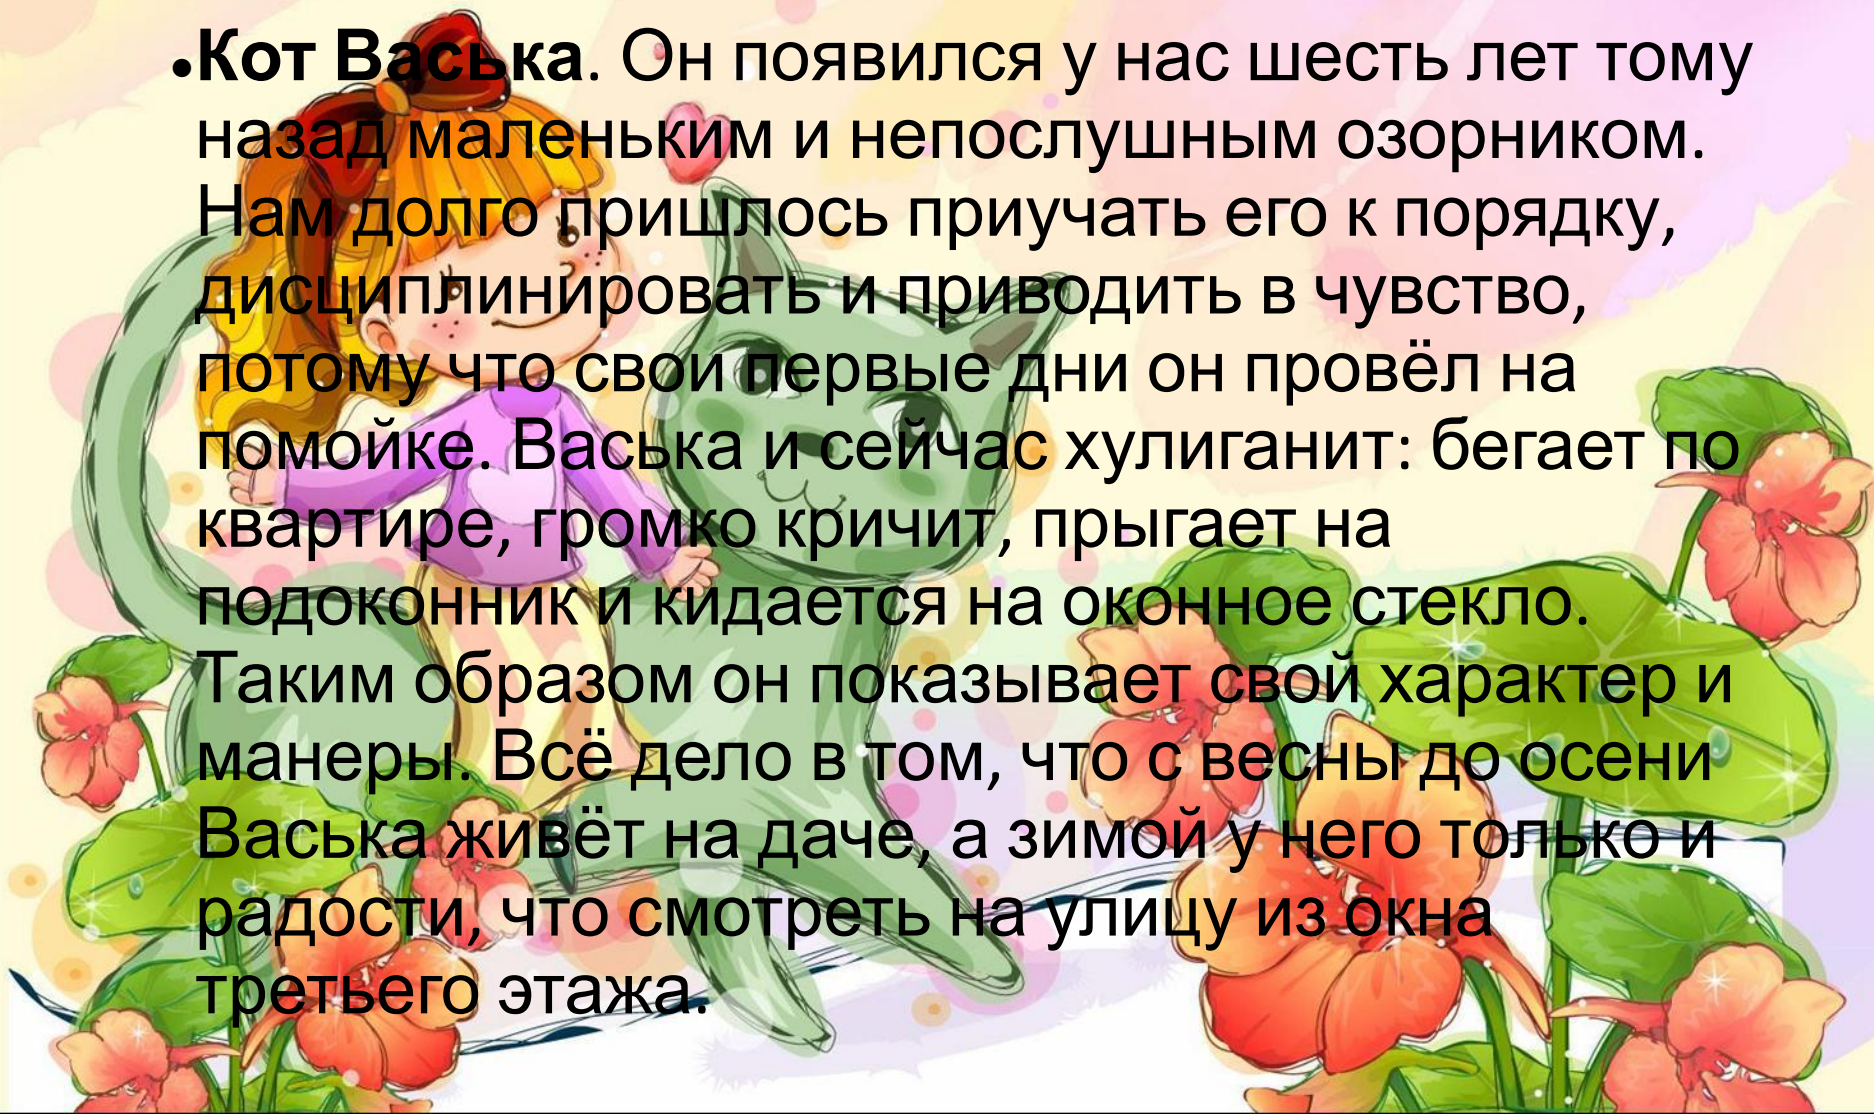 •Кот Васька. Он появился у нас шесть лет тому
назад маленьким и непослушным озорником.
Нам долго пришлось приучать его к порядку,
дисциплинировать и приводить в чувство,
потому что свои первые дни он провёл на
помойке. Васька и сейчас хулиганит: бегает по
квартире, громко кричит, прыгает на
подоконник и кидается на оконное стекло.
Таким образом он показывает свой характер и
манеры. Всё дело в том, что с весны до осени
Васька живёт на даче, а зимой у него только и
радости, что смотреть на улицу из окна
третьего этажа.